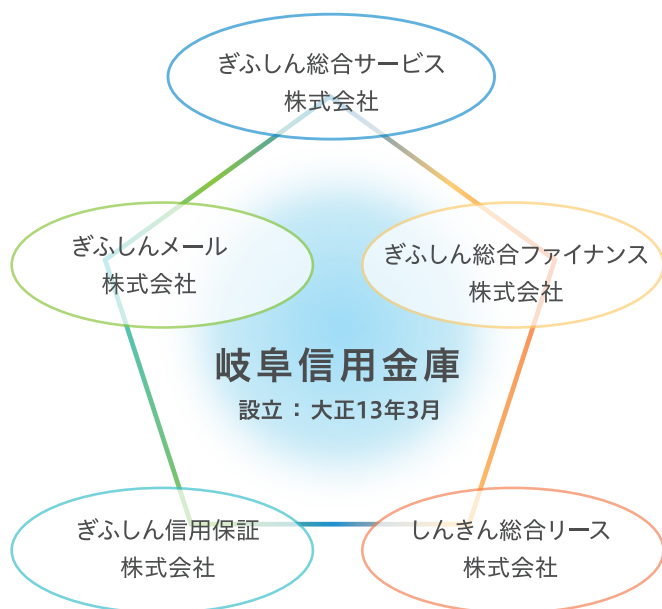 ぎふしん総合サービス
株式会社
ぎふしんメール
株式会社
ぎふしん総合ファイナンス
株式会社
岐阜信用金庫
設立：大正13年3月
ぎふしん信用保証
株式会社
しんきん総合リース
株式会社